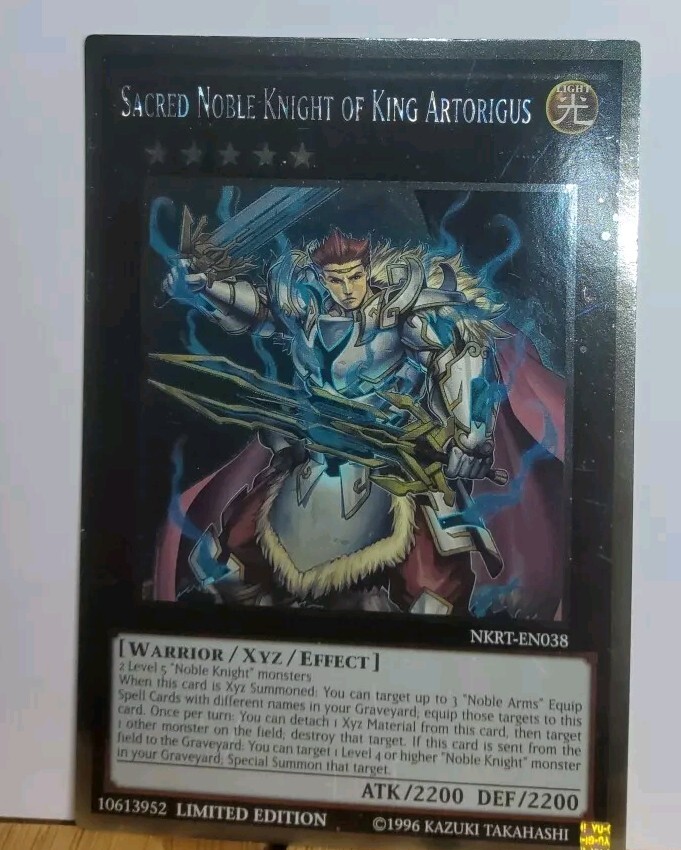 SACRED NOBLE KNIGHT OF KING ARTORIGUS
LIGHT
光
NKRT-EN038
[WARRIOR/XYZ/EFFECT]
2 Level 5 "Noble Knight" monsters
When this card is Xyz Summoned: You can target up to 3 "Noble Arms" Equip
Spell Cards with different names in your Graveyard; equip those targets to this
card. Once per turn: You can detach 1 Xyz Material from this card, then target
1 other monster on the field; destroy that target. If this card is sent from the
field to the Graveyard: You can target 1 Level 4 or higher "Noble Knight" monster
in your Graveyard; Special Summon that target.
ATK/2200 DEF/2200
10613952 LIMITED EDITION
©1996 KAZUKI TAKAHASHI